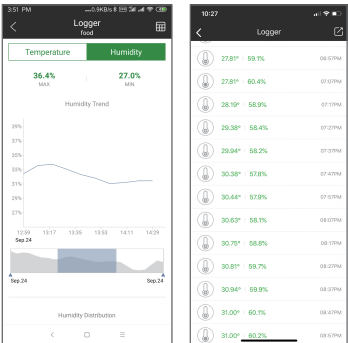 3:51 PM
...0.9KB/s
Logger
food
Temperature
Humidity
36.4%
27.0%
MAX
MIN
Humidity Trend
39%
37%
35%
33%
31%
29%
27%
12:59 13:17 13:35 13:53 14:11 14:29
Sep.24
Sep.24
Sep.24
Humidity Distribution
10:27
Logger
06:57PM
27.81° 59.1%
27.81° 60.4% 07:07PM
28.19° 58.9% 07:17PM
29.38° 58.4% 07:27PM
29.94° 58.2% 07:37PM
30.38° 57.8% 07:47PM
30.44° 57.9% 07:57PM
30.63° 58.1% 08:07PM
30.75° 58.8% 08:17PM
30.81° 59.7% 08:27PM
30.94° 59.9% 08:37PM
31.00° 60.1% 08:47PM
31.00° 60.2% 08:57PM